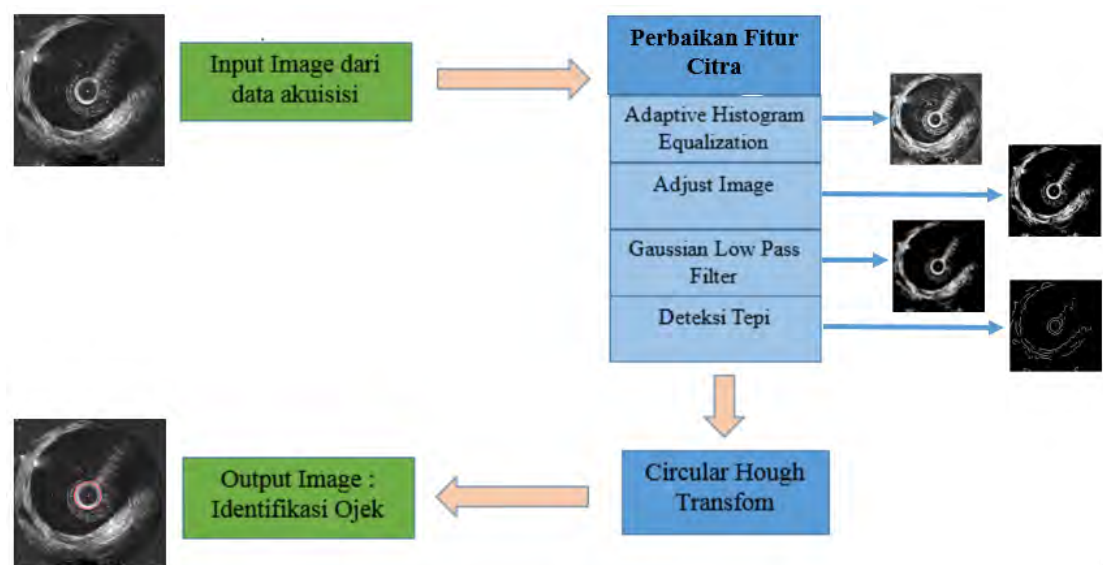 Input Image dari
data akuisisi
Perbaikan Fitur
Citra
Adaptive Histogram
Equalization
Adjust Image
Gaussian Low Pass
Filter
Deteksi Tepi
Circular Hough
Transfom
Output Image :
Identifikasi Ojek